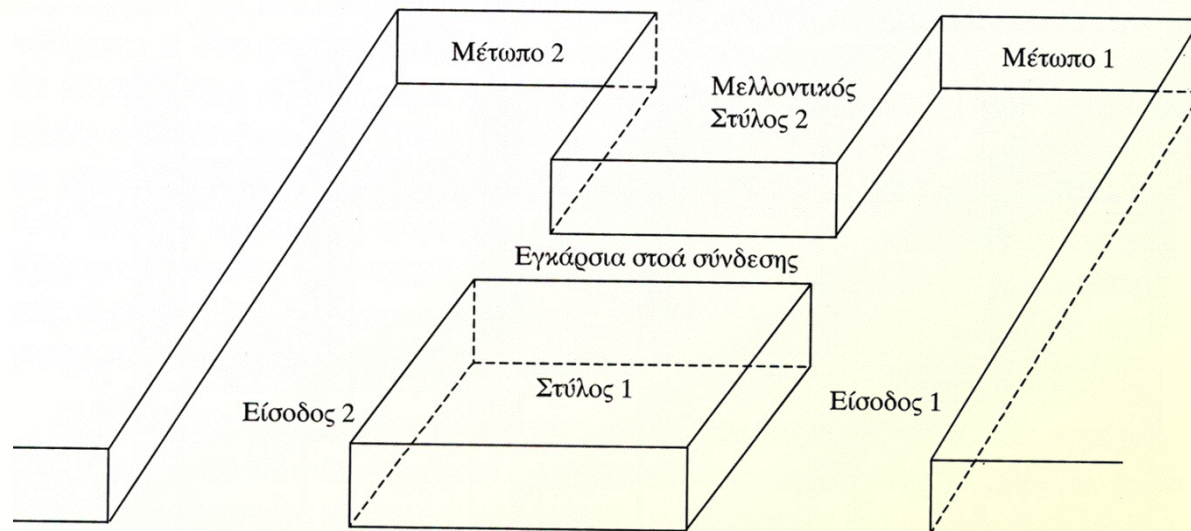 Μέτωπο 2
Μέτωπο 1
Μελλοντικός
Στύλος 2
Εγκάρσια στοά σύνδεσης
Στύλος 1
Είσοδος 2
Είσοδος 1